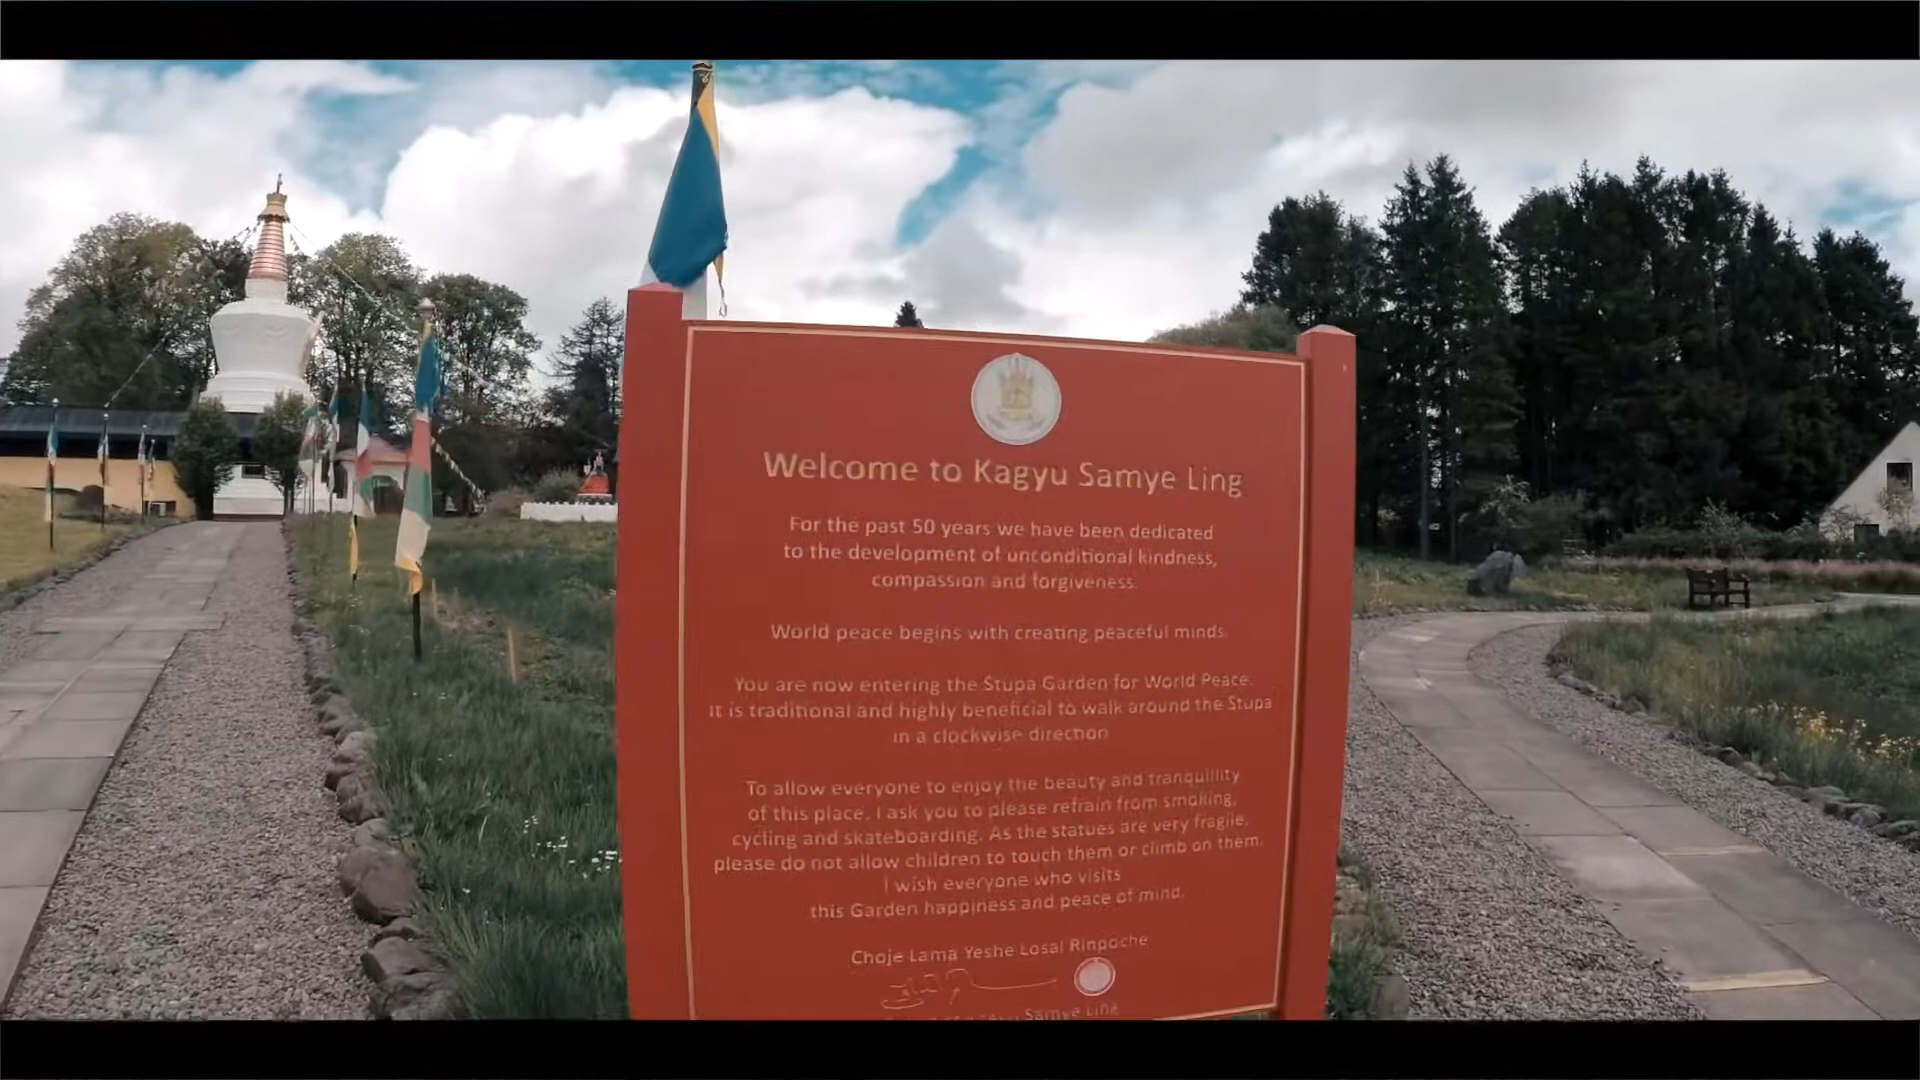 Welcome to Kagyu Samye Ling
For the past 50 years we have been dedicated
to the development of unconditional kindness,
compassion and forgiveness.
World peace begins with creating peaceful minds.
You are now entering the Stupa Garden for World Peace.
It is traditional and highly beneficial to walk around the Stupa
in a clockwise direction
To allow everyone to enjoy the beauty and tranquillity
of this place, I ask you to please refrain from smoking,
cycling and skateboarding. As the statues are very fragile,
please do not allow children to touch them or climb on them.
I wish everyone who visits
this Garden happiness and peace of mind.
Choje Lama Yeshe Losal Rinpoche
Samye Ling